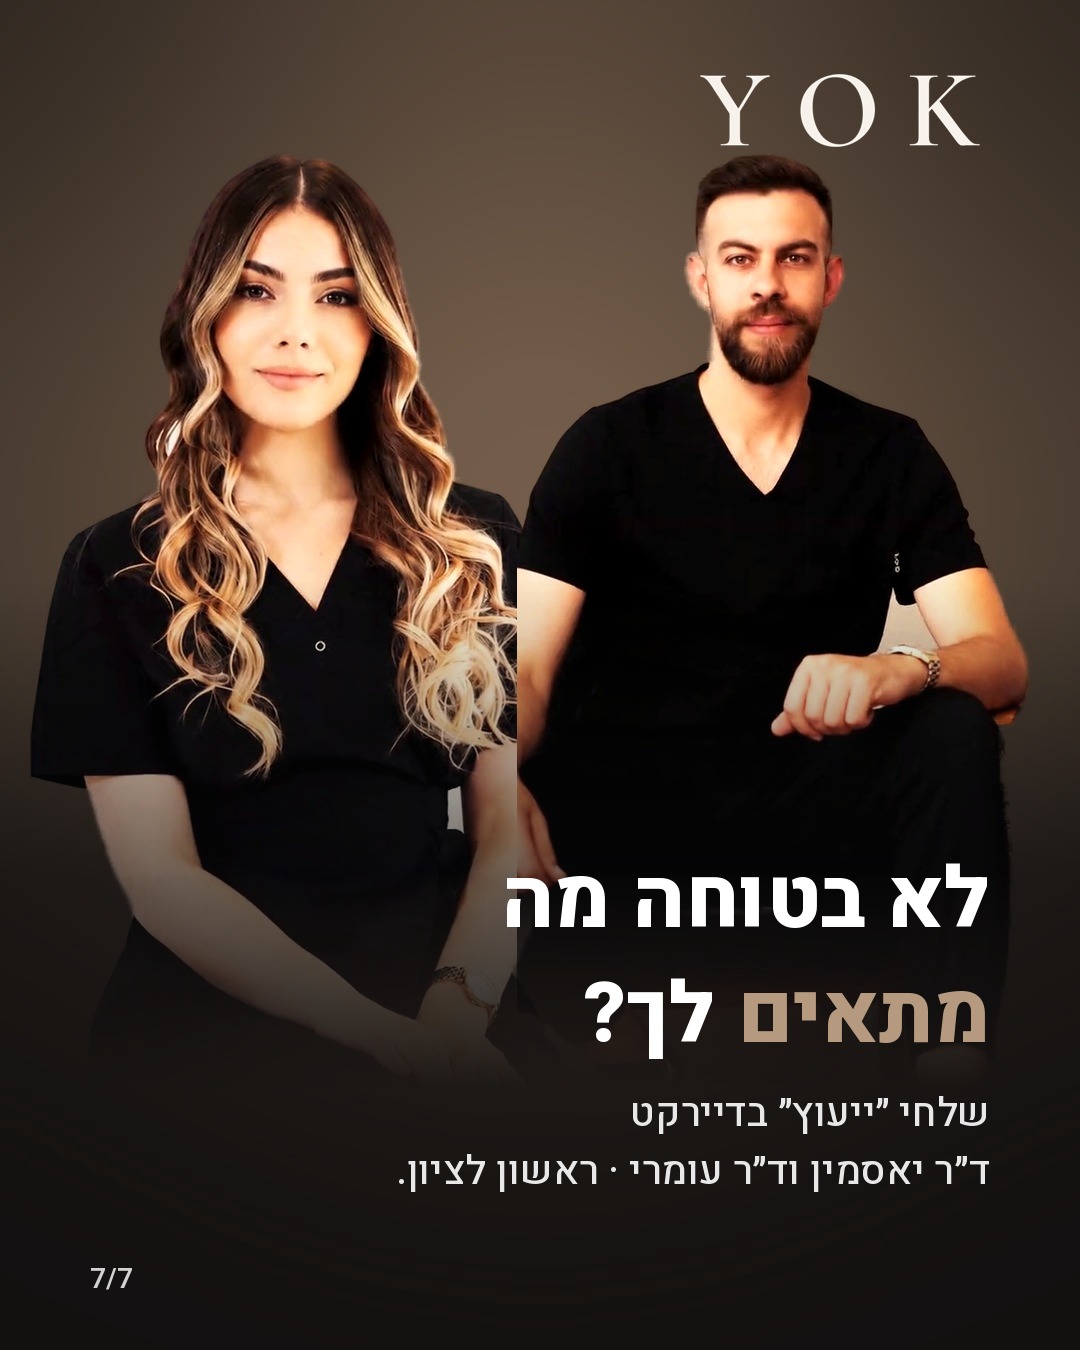 YOK
לא בטוחה מה
מתאים לך?
שלחי ״ייעוץ״ בדיירקט
ד״ר יאסמין וד״ר עומרי · ראשון לציון.
7/7